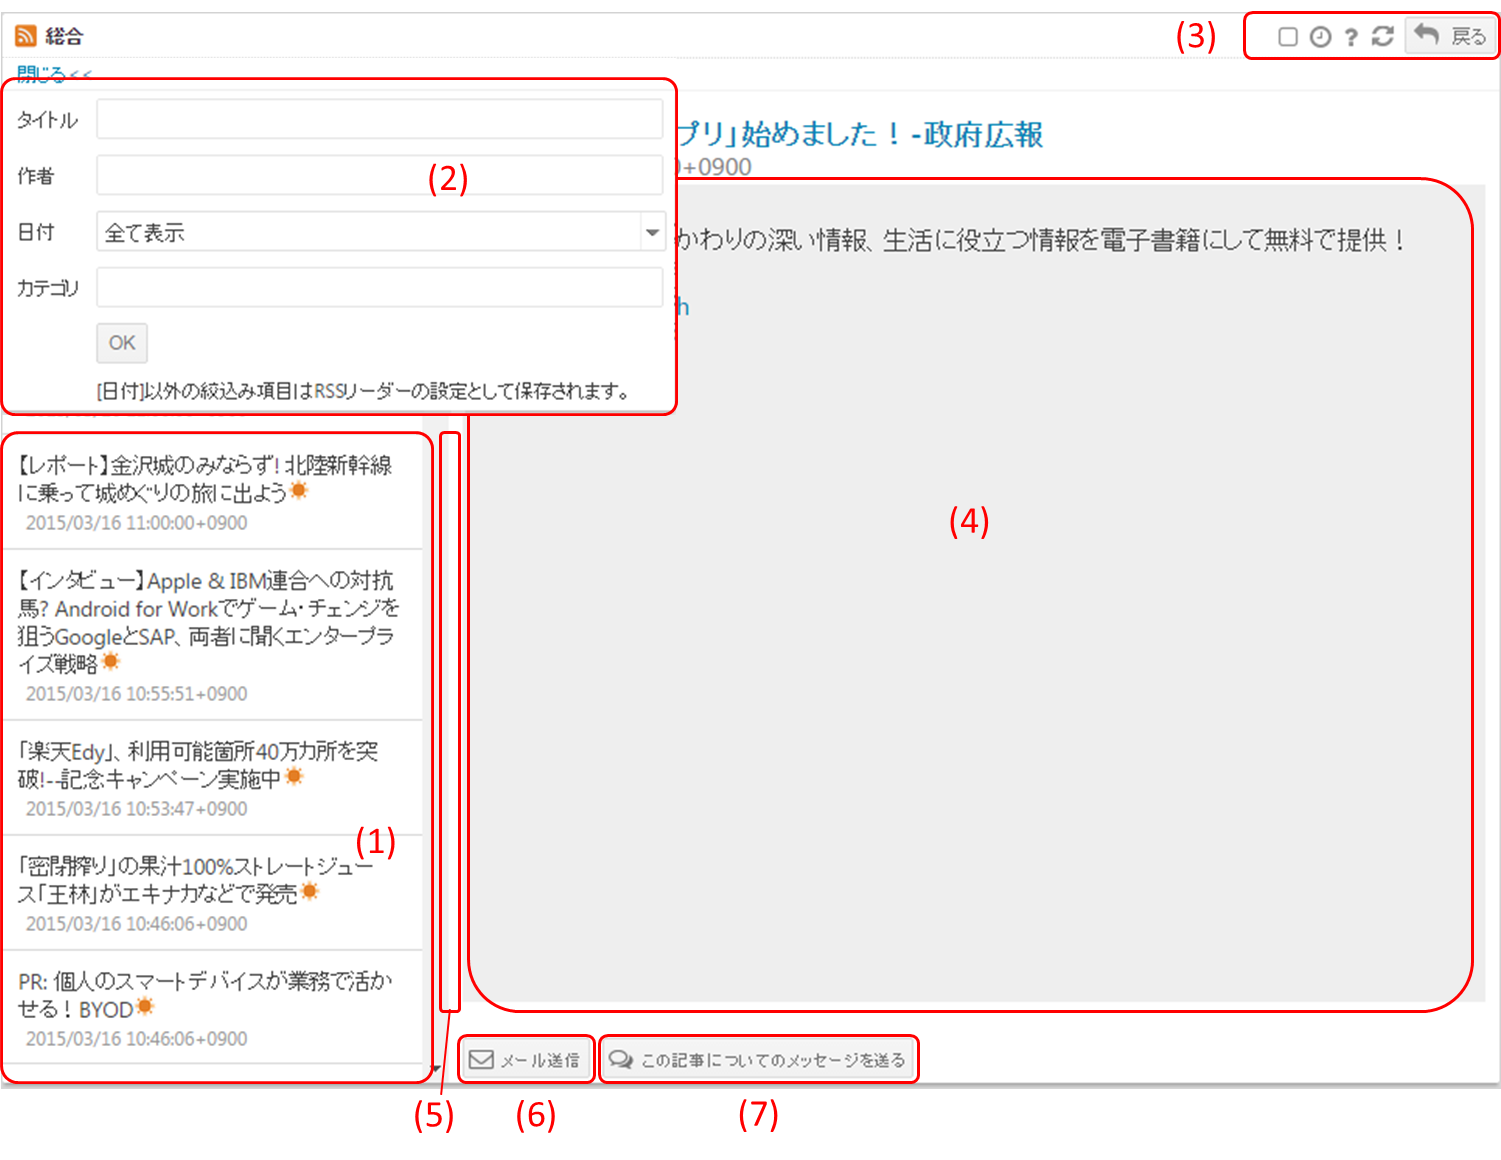 総合
(3)
戻る
閉じる<<
タイトル
プリ」始めました！-政府広報
+0900
作者
(2)
日付
全て表示
かわりの深い情報、生活に役立つ情報を電子書籍にして無料で提供！
カテゴリ
h
OK
[日付]以外の絞込み項目はRSSリーダーの設定として保存されます。
【レポート】金沢城のみならず! 北陸新幹線
に乗って城めぐりの旅に出よう
2015/03/16 11:00:00+0900
(4)
【インタビュー】Apple & IBM連合への対抗
馬? Android for Workでゲーム・チェンジを
狙うGoogleとSAP、両者に聞くエンタープラ
イズ戦略
2015/03/16 10:55:51+0900
「楽天Edy」、利用可能箇所40万カ所を突
破!--記念キャンペーン実施中
2015/03/16 10:53:47+0900
(1)
「密閉搾り」の果汁100%ストレートジュー
ス「王林」がエキナカなどで発売
2015/03/16 10:46:06+0900
PR: 個人のスマートデバイスが業務で活か
せる！BYOD
2015/03/16 10:46:06+0900
メール送信
この記事についてのメッセージを送る
(5)
(6)
(7)